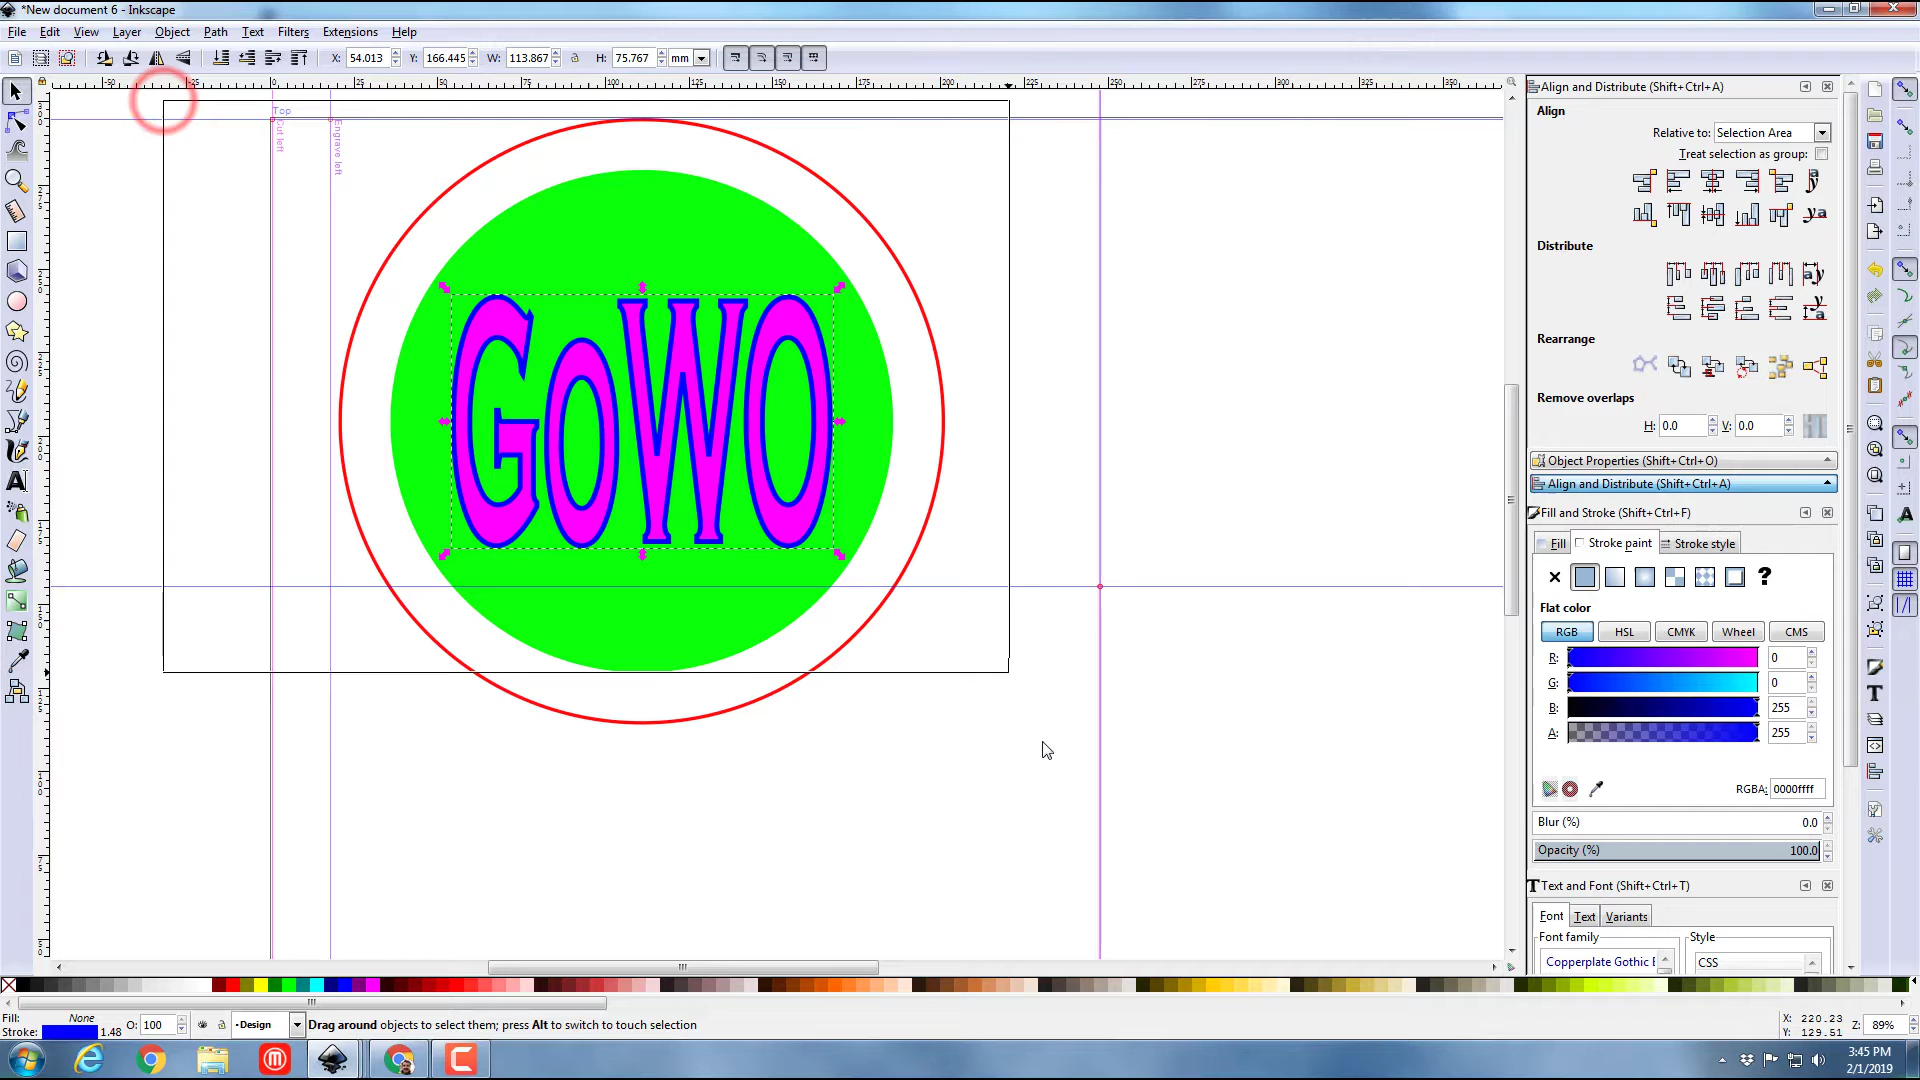 *New document 6 - Inkscape
File Edit View Layer Object Path Text Filters Extensions Help
X: 54.013 Y: 166.445 W: 113.867 H: 75.767 mm
Align and Distribute (Shift+Ctrl+A)
Align
Top
Relative to: Selection Area
Cut left
Engrave left
Treat selection as group:
Distribute
Rearrange
Remove overlaps
GoWO
H: 0.0 V: 0.0
Object Properties (Shift+Ctrl+O)
Align and Distribute (Shift+Ctrl+A)
Fill and Stroke (Shift+Ctrl+F)
Fill Stroke paint Stroke style
?
Flat color
RGB HSL CMYK Wheel CMS
R: 0
G: 0
B: 255
A: 255
RGBA: 0000ffff
Blur (%) 0.0
Opacity (%) 100.0
Text and Font (Shift+Ctrl+T)
Font Text Variants
Font family Style
Copperplate Gothic CSS
Fill: None
Stroke: 1.48 O: 100 Design Drag around objects to select them; press Alt to switch to touch selection
X: 220.23
Y: 129.51 Z: 89%
3:45 PM
2/1/2019